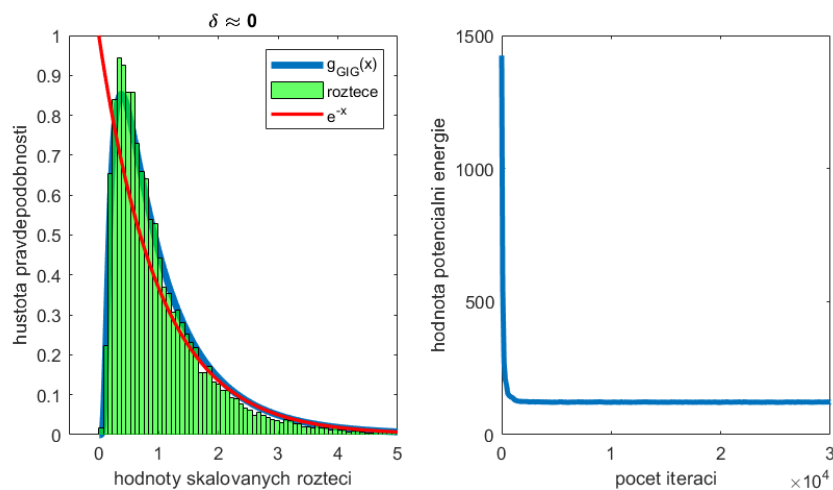 δ ≈ 0
1
0.9
0.8
0.7
0.6
0.5
0.4
0.3
0.2
0.1
0
hustota pravdepodobnosti
g_GIG(x)
roztece
e^-x
0 1 2 3 4 5
hodnoty skalovanych rozteci
1500
1000
500
0
hodnota potencialni energie
0 1 2 3
×10^4
pocet iteraci